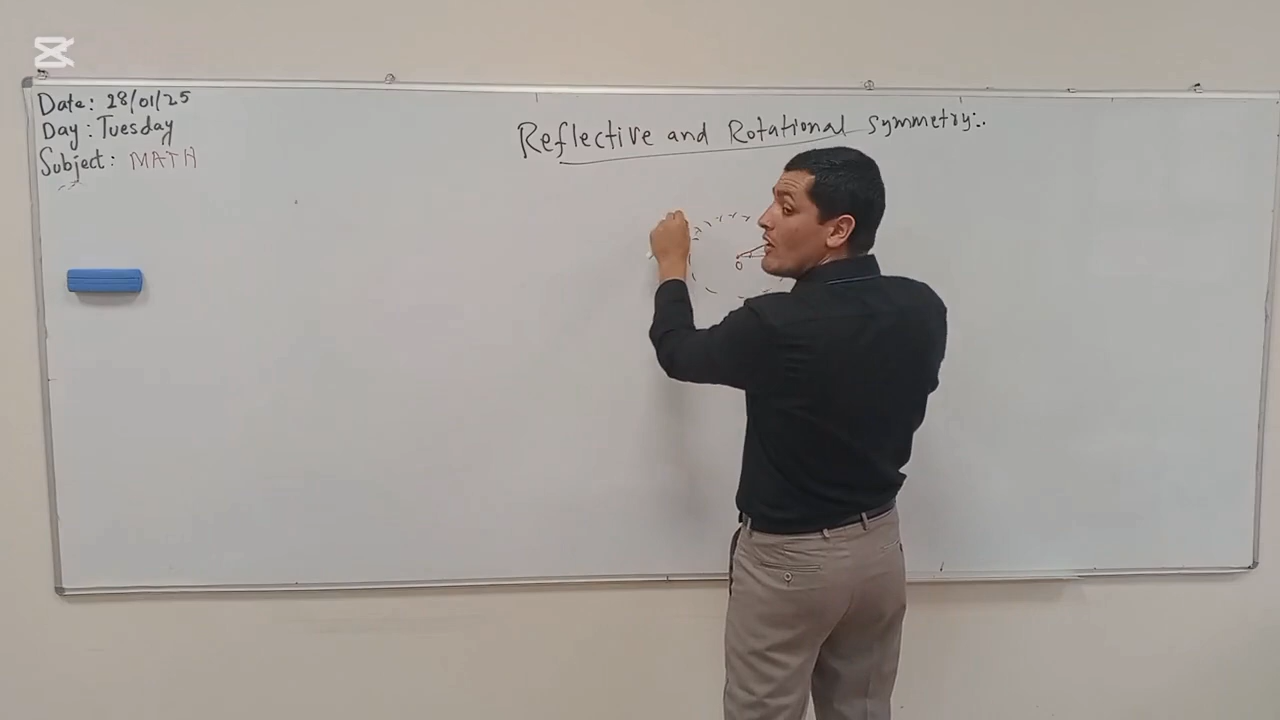 Date: 28/01/25
Day: Tuesday
Subject: MATH
Reflective and Rotational Symmetry:.
O